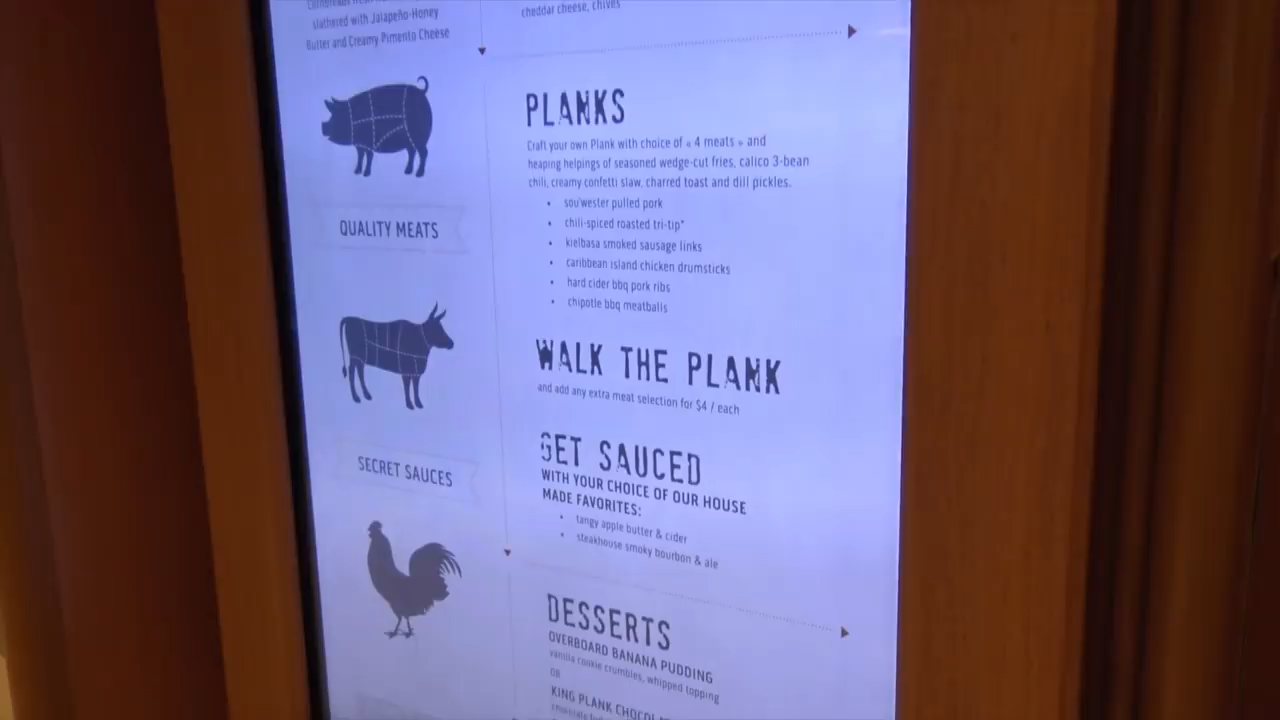 slathered with Jalapeño-Honey
Butter and Creamy Pimento Cheese
QUALITY MEATS
SECRET SAUCES
cheddar cheese, chives
PLANKS
Craft your own Plank with choice of « 4 meats » and
heaping helpings of seasoned wedge-cut fries, calico 3-bean
chili, creamy confetti slaw, charred toast and dill pickles.
• sou'wester pulled pork
• chili-spiced roasted tri-tip*
• kielbasa smoked sausage links
• caribbean island chicken drumsticks
• hard cider bbq pork ribs
• chipotle bbq meatballs
WALK THE PLANK
and add any extra meat selection for $4 / each
GET SAUCED
WITH YOUR CHOICE OF OUR HOUSE
MADE FAVORITES:
• tangy apple butter & cider
• steakhouse smoky bourbon & ale
DESSERTS
OVERBOARD BANANA PUDDING
vanilla cookie crumbles, whipped topping
OR
KING PLANK